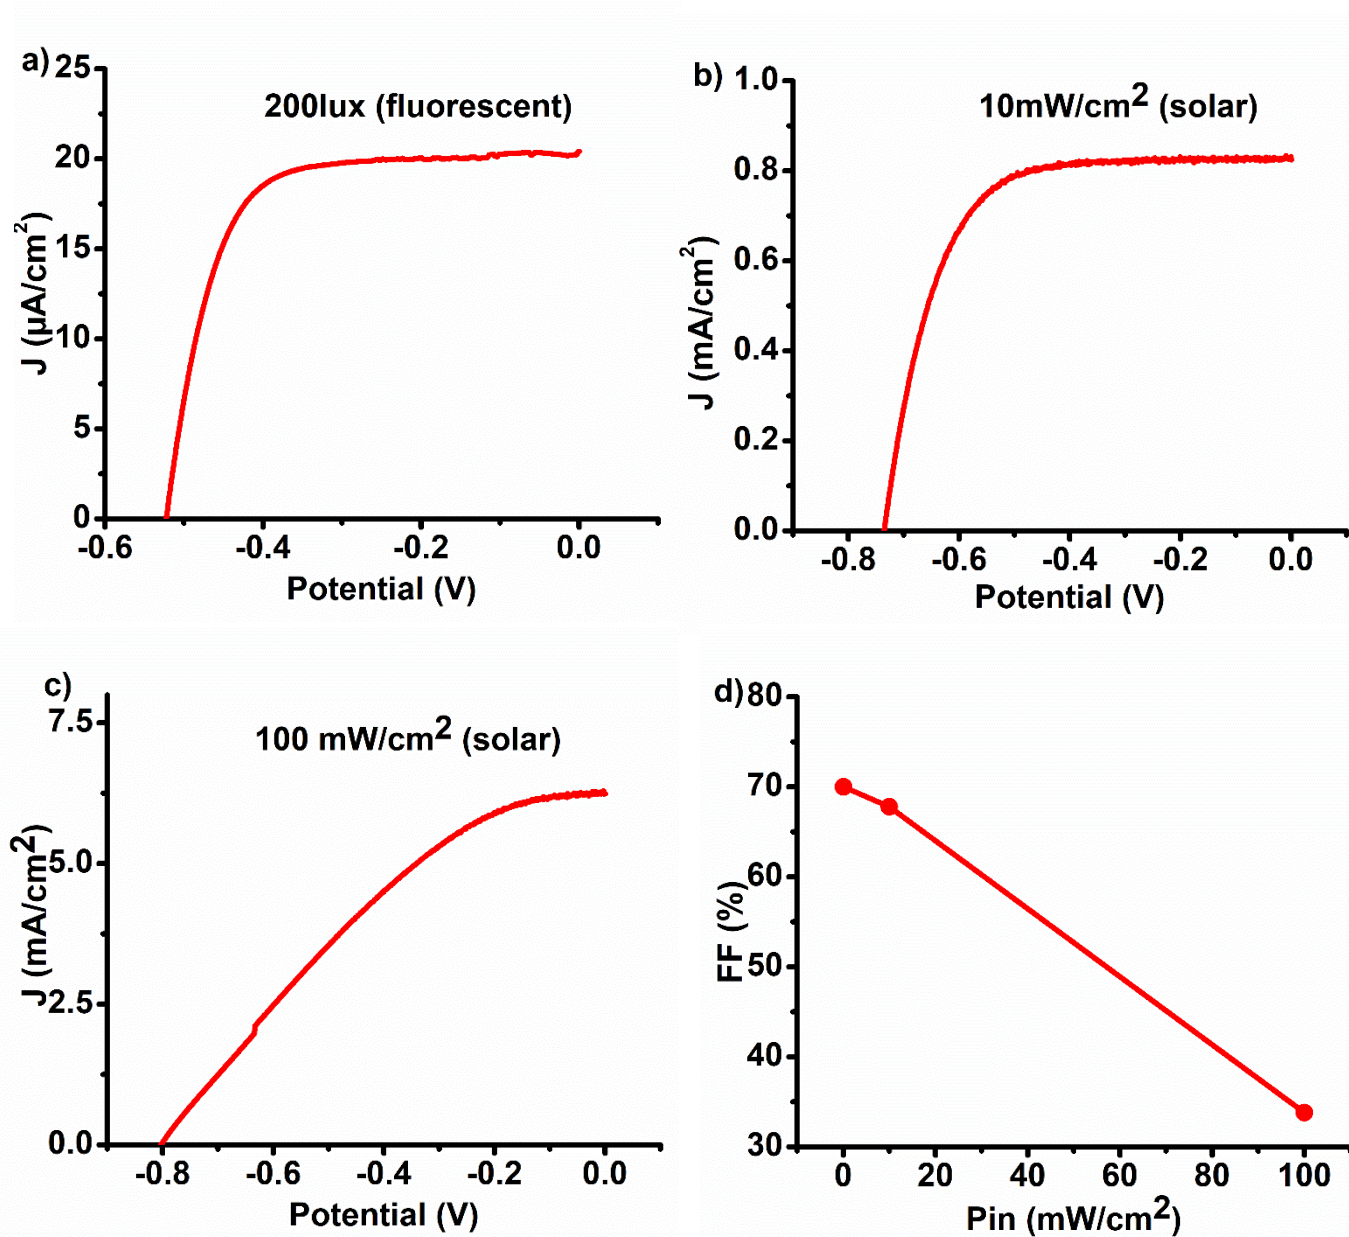 a)
25
20
15
10
5
0
200lux (fluorescent)
J (µA/cm²)
-0.6 -0.4 -0.2 0.0
Potential (V)
b)
1.0
0.8
0.6
0.4
0.2
0.0
10mW/cm² (solar)
J (mA/cm²)
-0.8 -0.6 -0.4 -0.2 0.0
Potential (V)
c)
7.5
5.0
2.5
0.0
100 mW/cm² (solar)
J (mA/cm²)
-0.8 -0.6 -0.4 -0.2 0.0
Potential (V)
d)
80
70
60
50
40
30
FF (%)
0 20 40 60 80 100
Pin (mW/cm²)